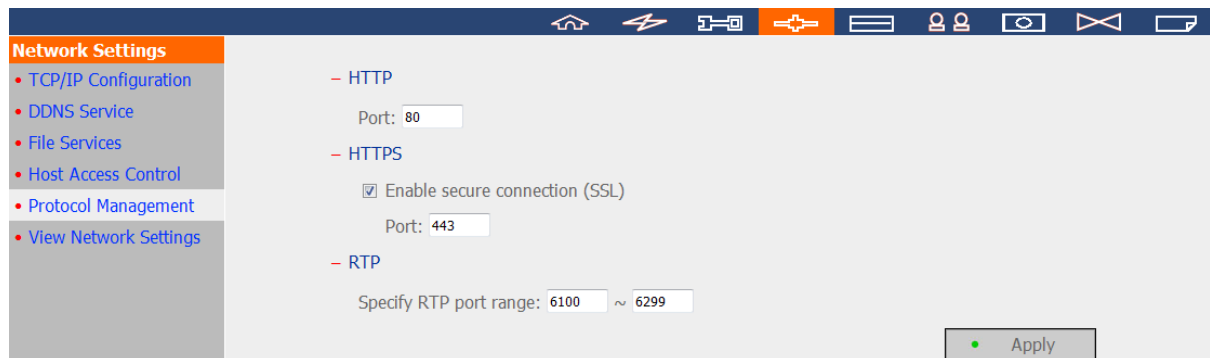 Network Settings
• TCP/IP Configuration
• DDNS Service
• File Services
• Host Access Control
• Protocol Management
• View Network Settings
– HTTP
Port: 80
– HTTPS
Enable secure connection (SSL)
Port: 443
– RTP
Specify RTP port range: 6100 ~ 6299
Apply